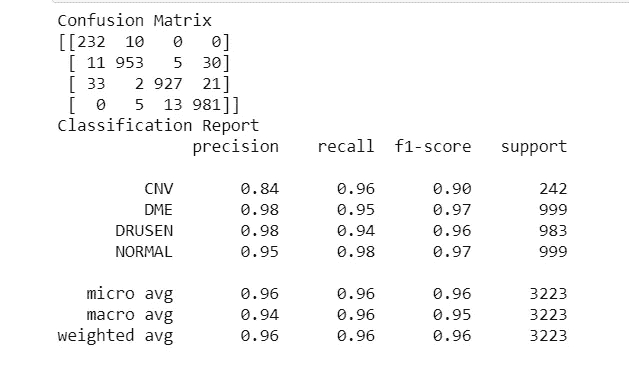 Confusion Matrix
[[232 10 0 0]
[ 11 953 5 30]
[ 33 2 927 21]
[ 0 5 13 981]]
Classification Report
precision recall f1-score support
CNV 0.84 0.96 0.90 242
DME 0.98 0.95 0.97 999
DRUSEN 0.98 0.94 0.96 983
NORMAL 0.95 0.98 0.97 999
micro avg 0.96 0.96 0.96 3223
macro avg 0.94 0.96 0.95 3223
weighted avg 0.96 0.96 0.96 3223